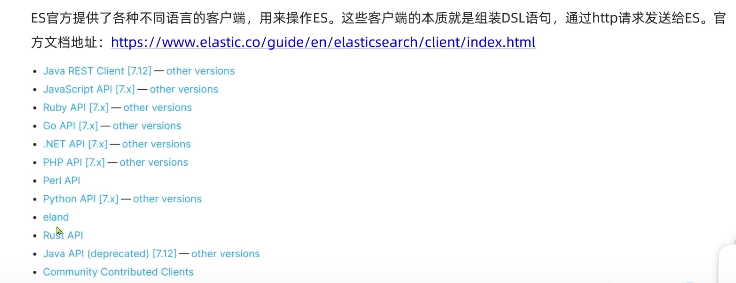 ES官方提供了各种不同语言的客户端，用来操作ES。这些客户端的本质就是组装DSL语句，通过http请求发送给ES。官
方文档地址：https://www.elastic.co/guide/en/elasticsearch/client/index.html
• Java REST Client [7.12] — other versions
• JavaScript API [7.x] — other versions
• Ruby API [7.x] — other versions
• Go API [7.x] — other versions
• .NET API [7.x] — other versions
• PHP API [7.x] — other versions
• Perl API
• Python API [7.x] — other versions
• eland
• Rust API
• Java API (deprecated) [7.12] — other versions
• Community Contributed Clients